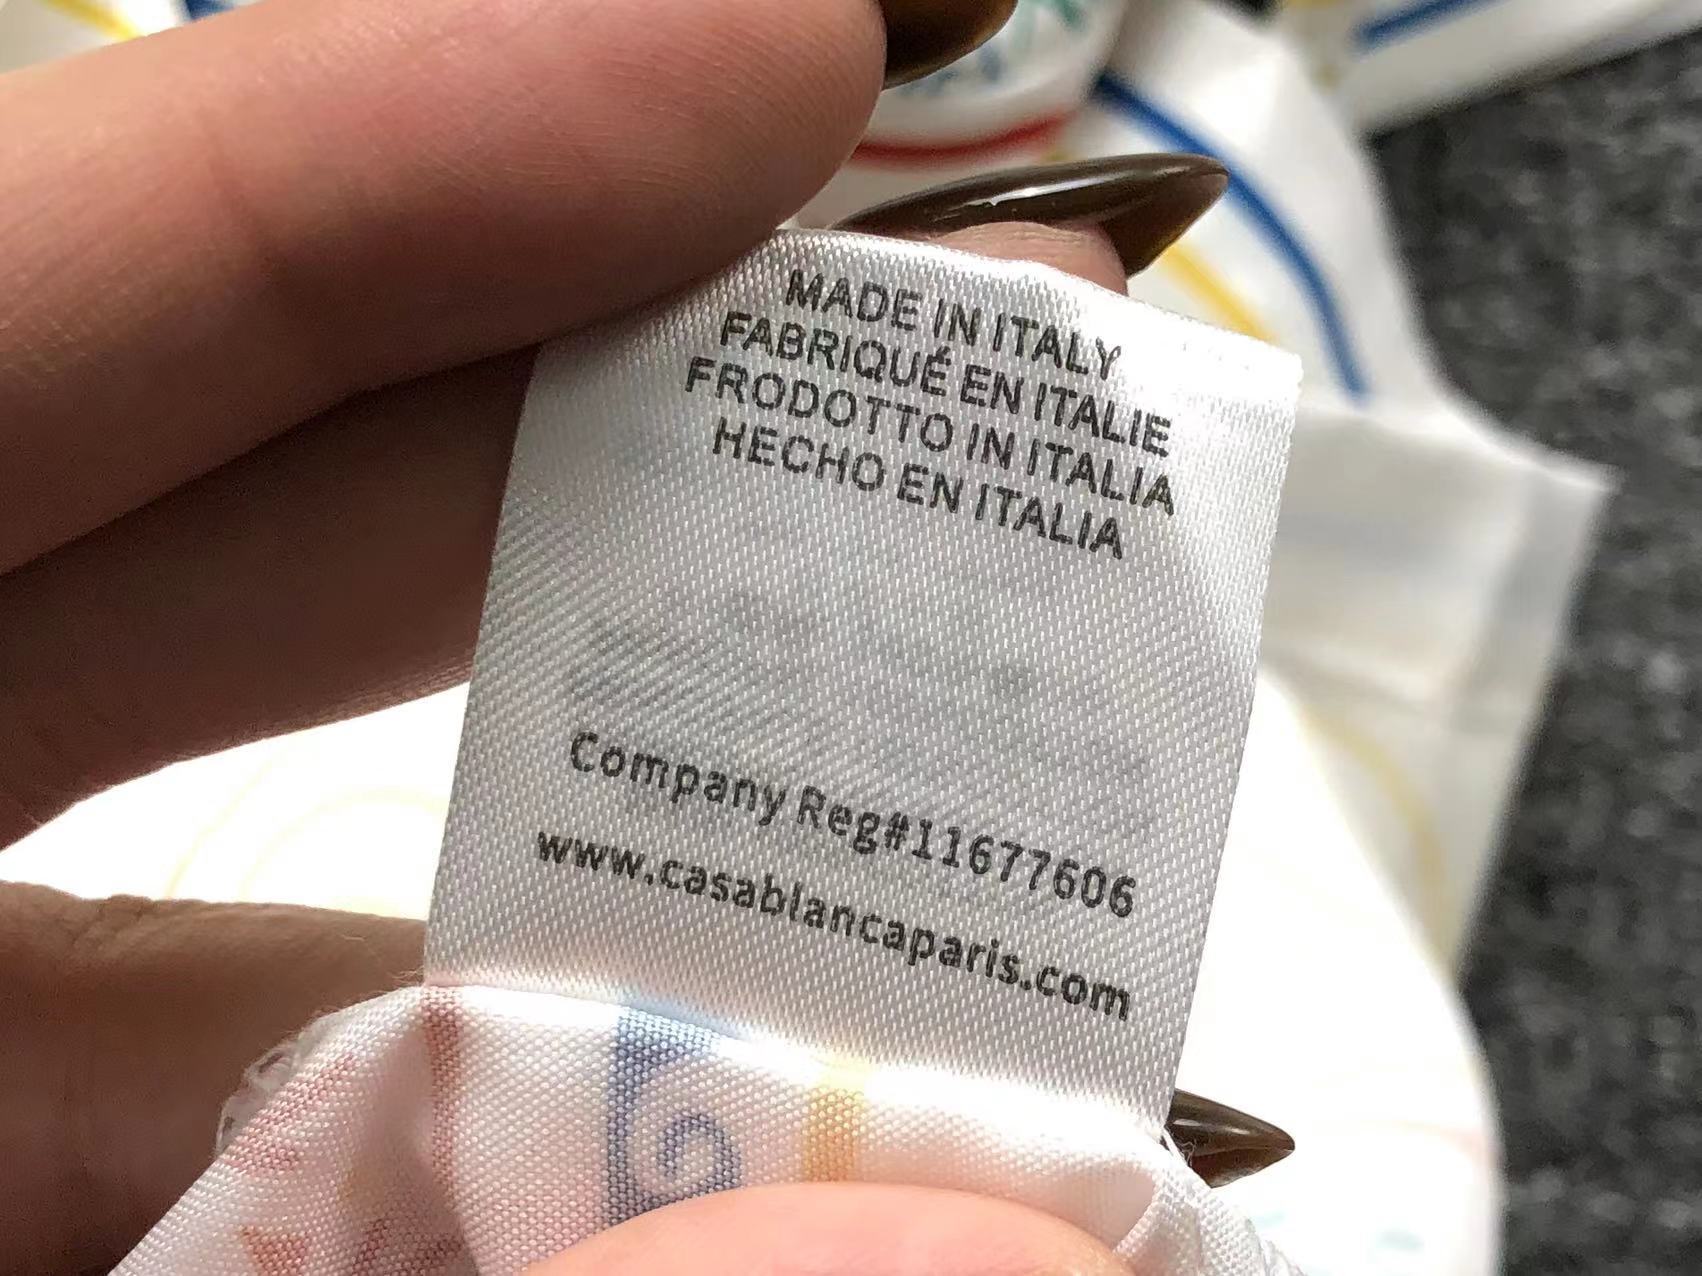 MADE IN ITALY
FABRIQUÉ EN ITALIE
FRODOTTO IN ITALIA
HECHO EN ITALIA
Company Reg#11677606
www.casablancaparis.com